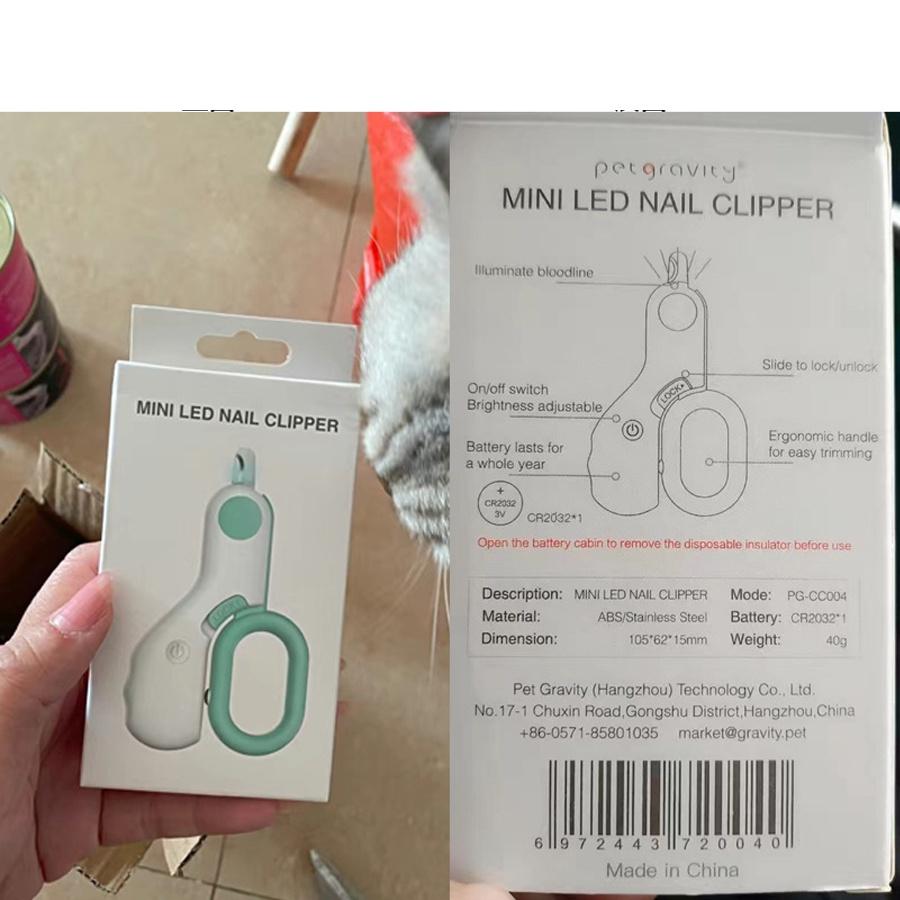 MINI LED NAIL CLIPPER
LOCK
petgravity®
MINI LED NAIL CLIPPER
Illuminate bloodline
Slide to lock/unlock
LOCK
On/off switch
Brightness adjustable
Ergonomic handle
for easy trimming
Battery lasts for
a whole year
+
CR2032
3V
CR2032*1
Open the battery cabin to remove the disposable insulator before use
Description: MINI LED NAIL CLIPPER Mode: PG-CC004
Material: ABS/Stainless Steel Battery: CR2032*1
Dimension: 105*62*15mm Weight: 40g
Pet Gravity (Hangzhou) Technology Co., Ltd.
No.17-1 Chuxin Road,Gongshu District,Hangzhou,China
+86-0571-85801035 market@gravity.pet
6 972443 720040
Made in China